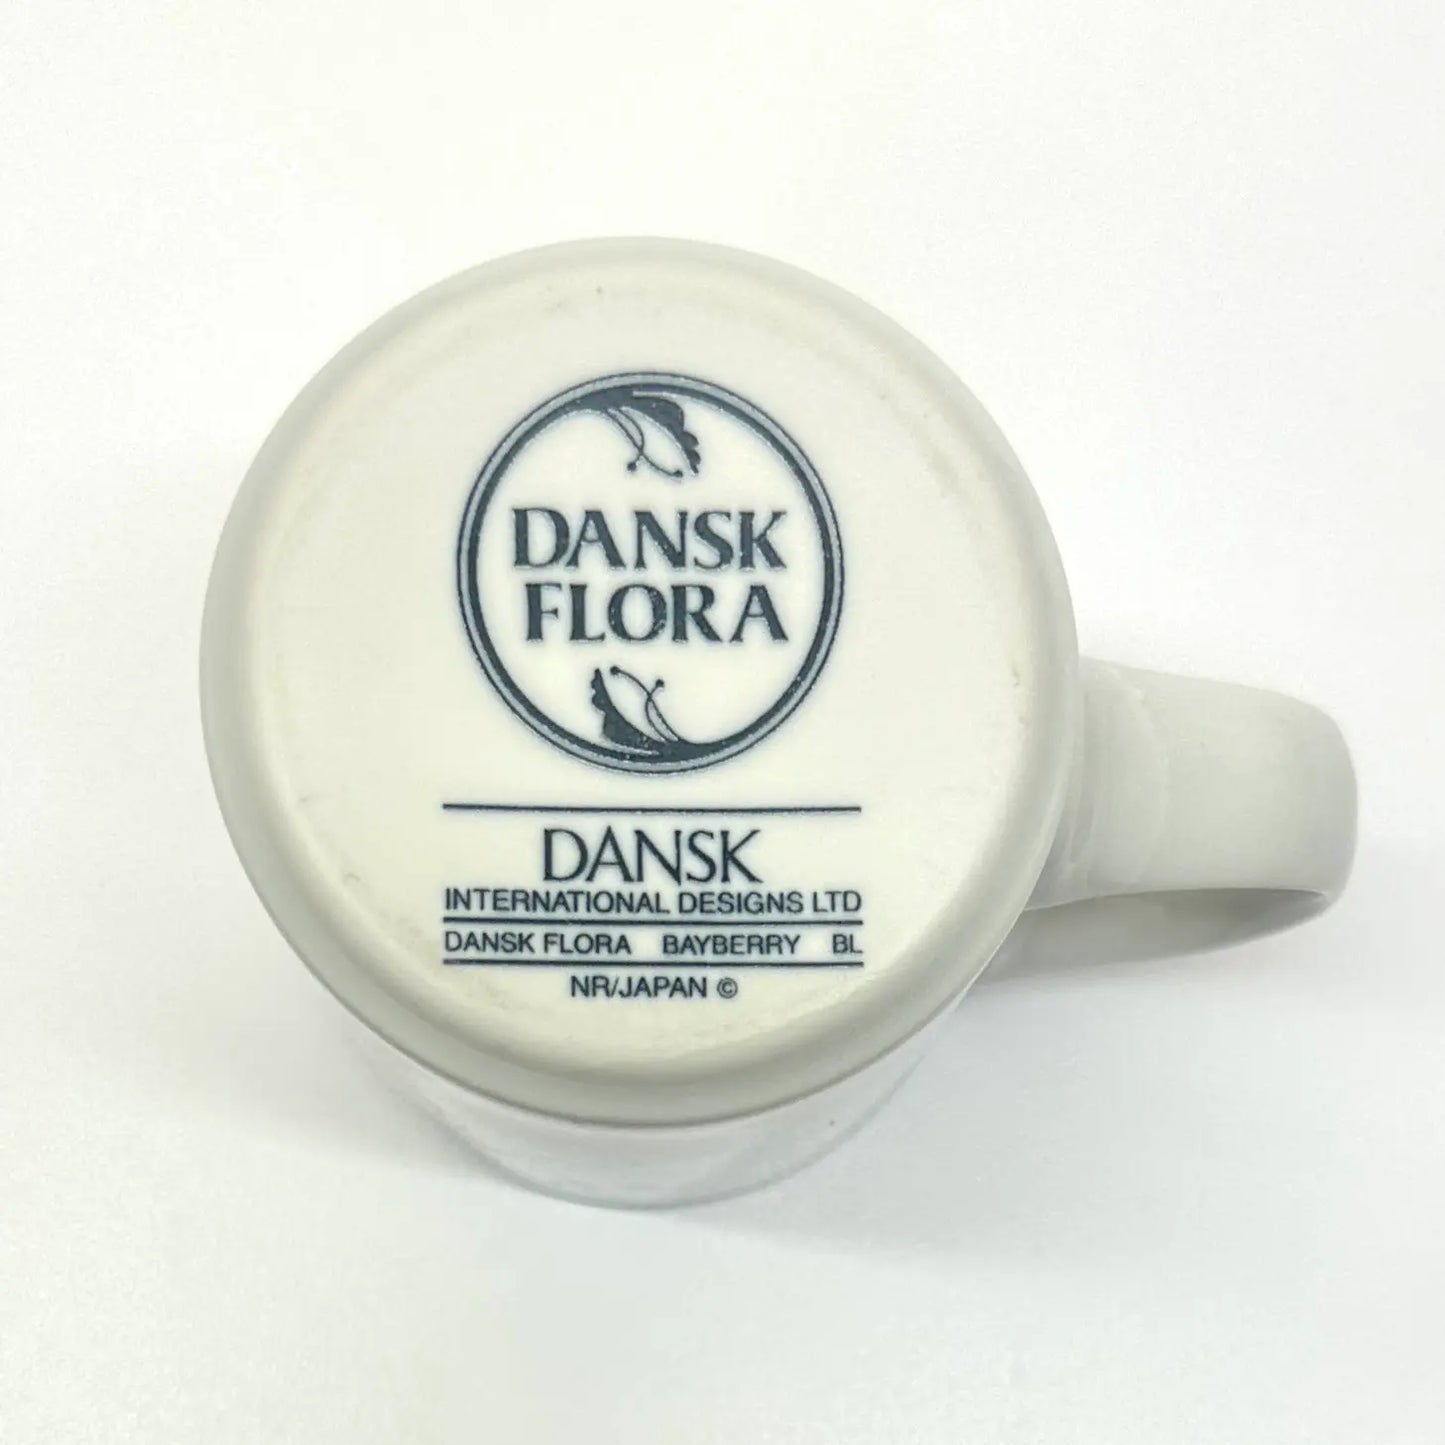 DANSK
FLORA
DANSK
INTERNATIONAL DESIGNS LTD
DANSK FLORA BAYBERRY BL
NR/JAPAN ©